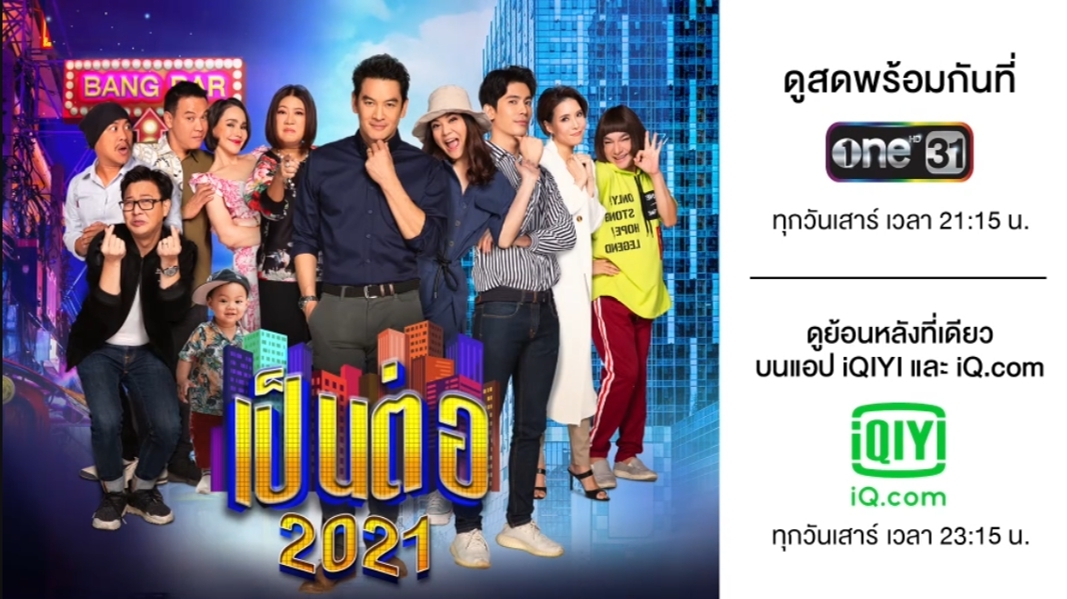 BANG BAR
ONLY!
STONE
HOPE!
LEGEND
เป็นต่อ
2021
ดูสดพร้อมกันที่
one HD 31
ทุกวันเสาร์ เวลา 21:15 น.
ดูย้อนหลังที่เดียว
บนแอป iQIYI และ iQ.com
iQIYI
iQ.com
ทุกวันเสาร์ เวลา 23:15 น.